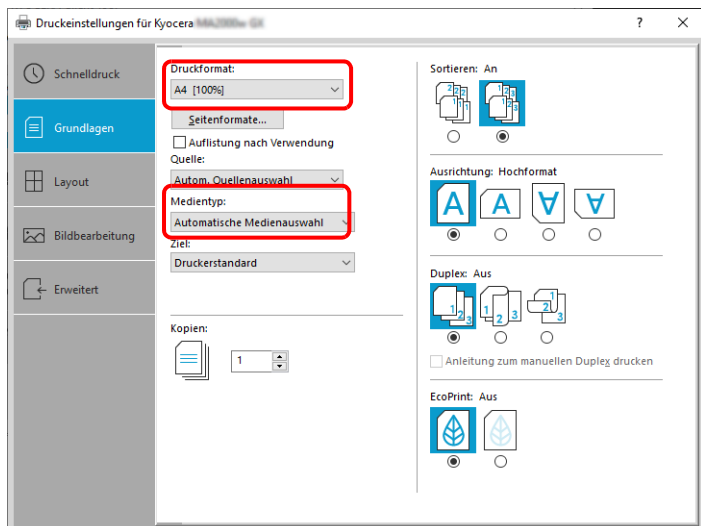 Druckeinstellungen für Kyocera
Schnelldruck
Grundlagen
Layout
Bildbearbeitung
Erweitert
Druckformat:
A4 [100%]
Seitenformate...
Auflistung nach Verwendung
Quelle:
Autom. Quellenauswahl
Medientyp:
Automatische Medienauswahl
Ziel:
Druckerstandard
Kopien:
1
Sortieren: An
Ausrichtung: Hochformat
Duplex: Aus
Anleitung zum manuellen Duplex drucken
EcoPrint: Aus